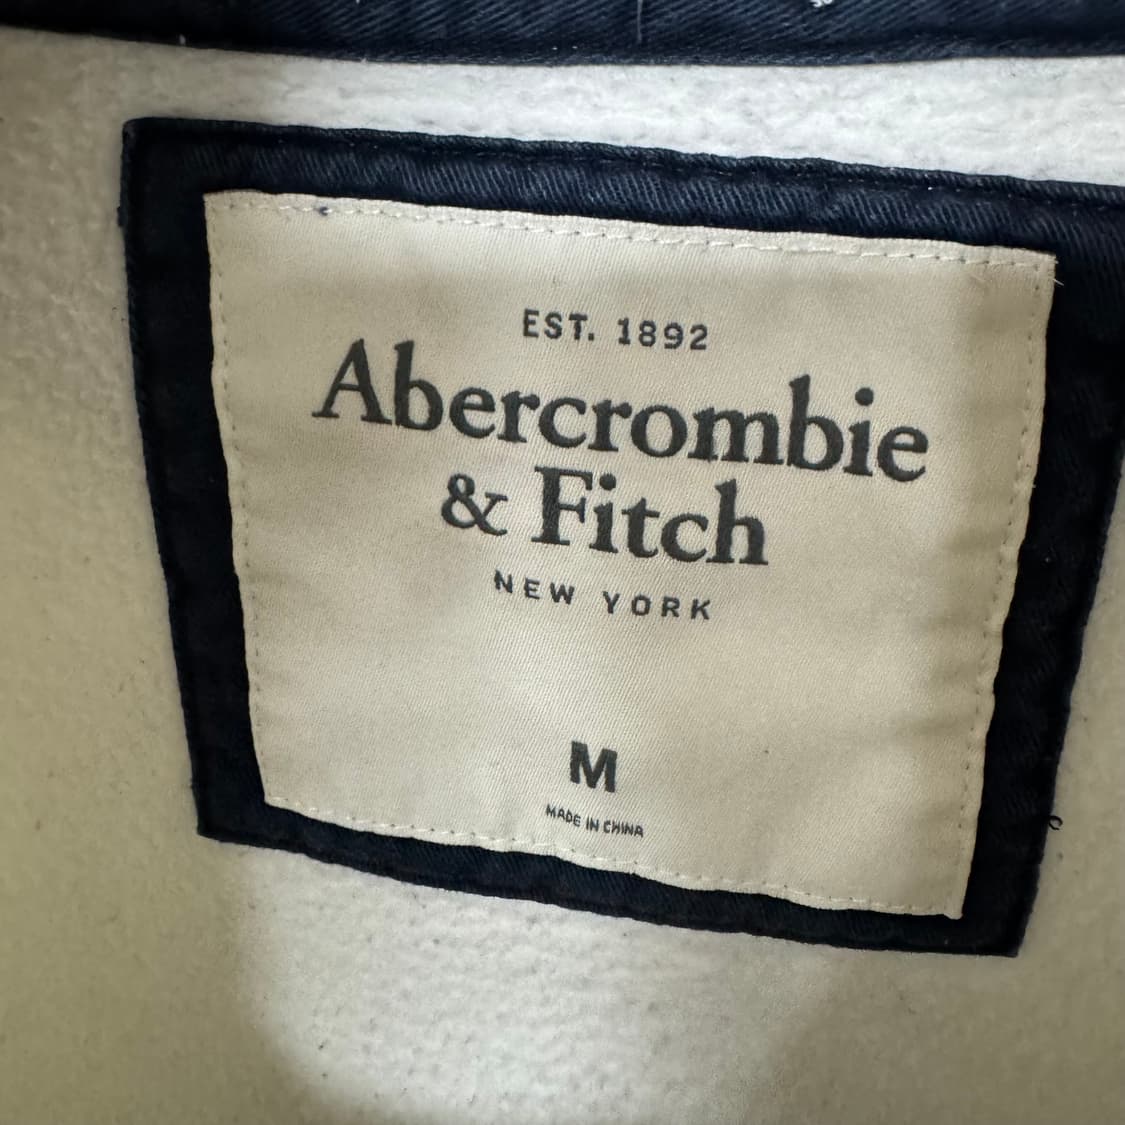 EST. 1892
Abercrombie
& Fitch
NEW YORK
M
MADE IN CHINA